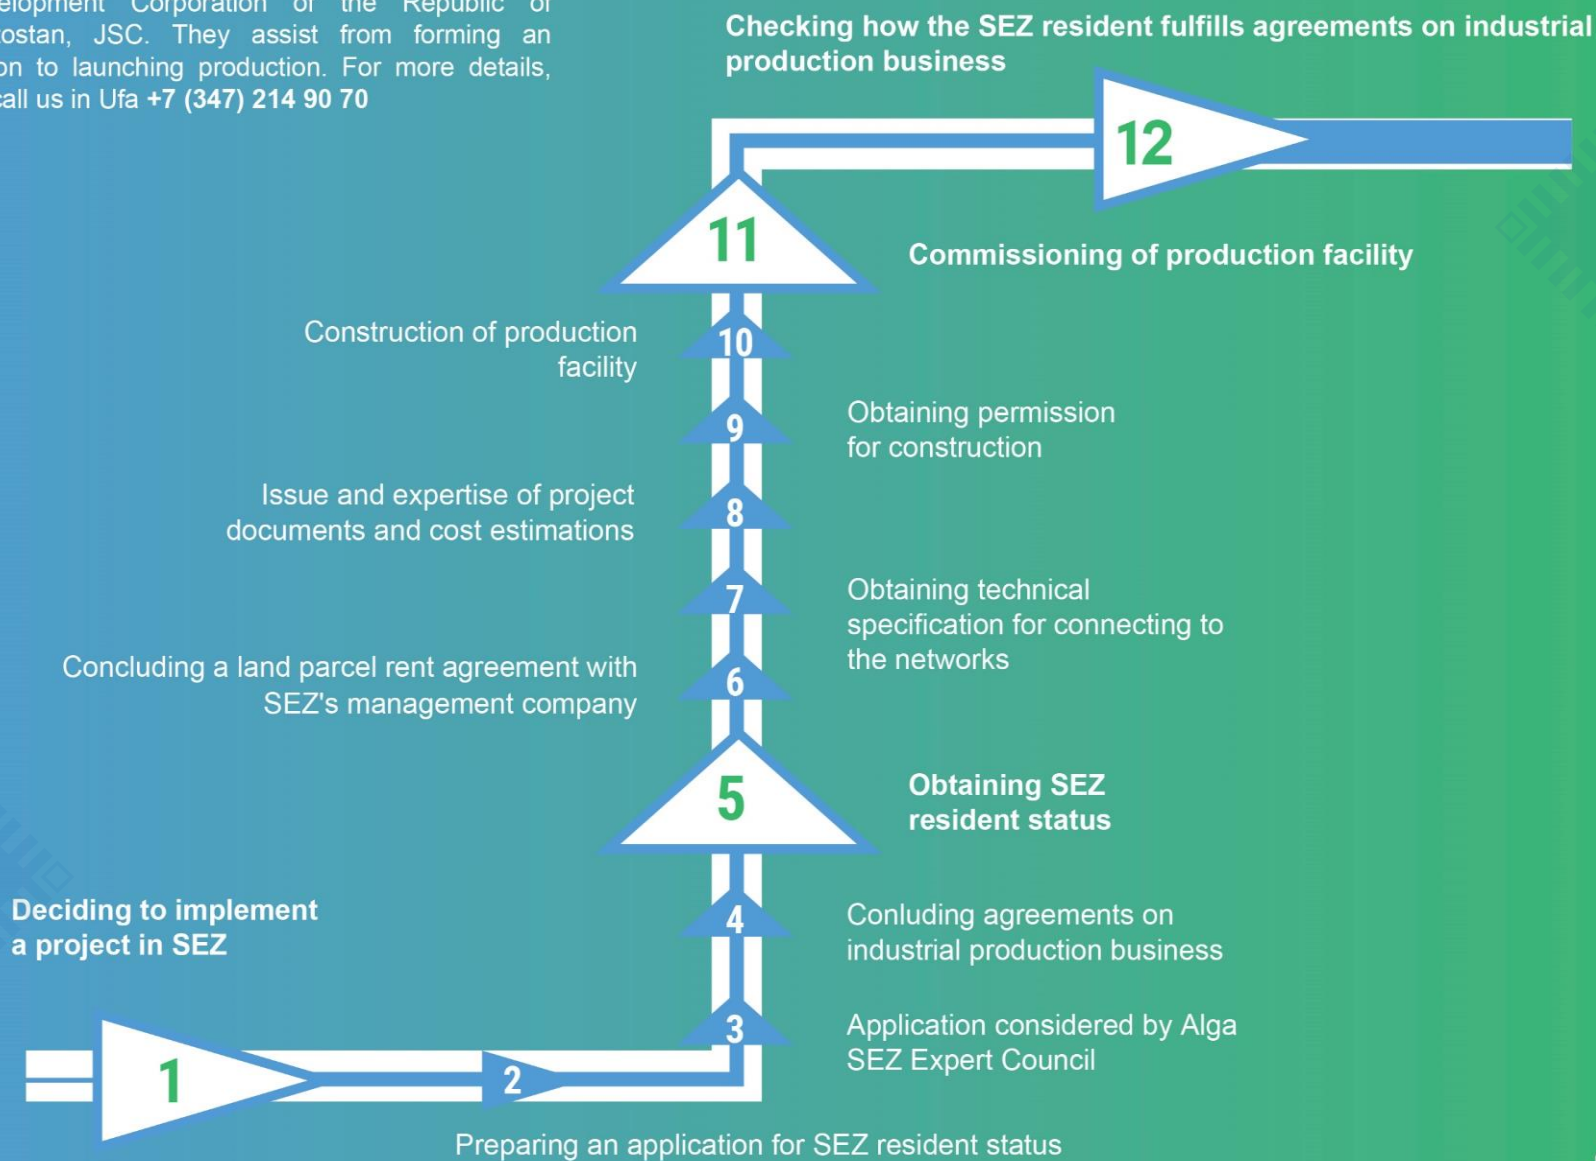 Corporation of the Republic of
JSC. They assist from forming an
to launching production. For more details,
call us in Ufa +7 (347) 214 90 70
Checking how the SEZ resident fulfills agreements on industrial
production business
12
11
Commissioning of production facility
Construction of production
facility
10
9
Obtaining permission
for construction
Issue and expertise of project
documents and cost estimations
8
7
Obtaining technical
specification for connecting to
the networks
Concluding a land parcel rent agreement with
SEZ's management company
6
5
Obtaining SEZ
resident status
Deciding to implement
a project in SEZ
4
Conluding agreements on
industrial production business
3
Application considered by Alga
SEZ Expert Council
1
2
Preparing an application for SEZ resident status